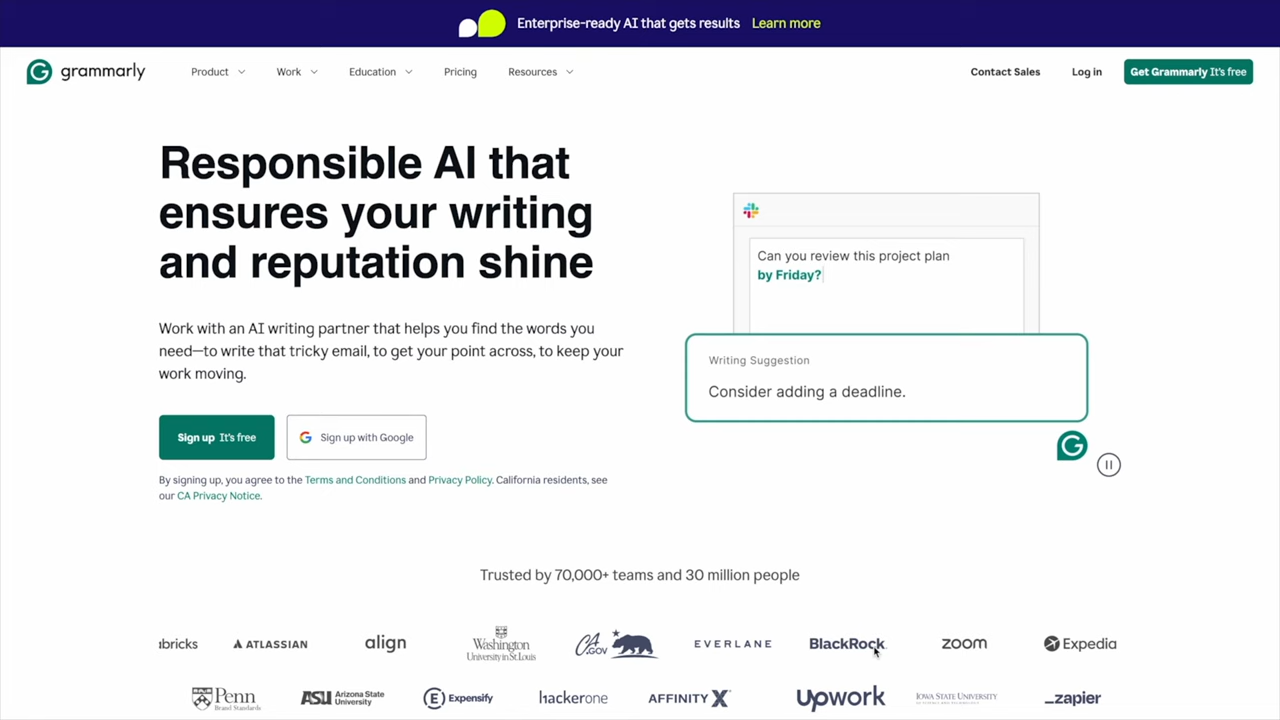 Enterprise-ready AI that gets results Learn more
grammarly Product Work Education Pricing Resources Contact Sales Log in Get Grammarly It's free
Responsible AI that
ensures your writing
and reputation shine
Work with an AI writing partner that helps you find the words you
need—to write that tricky email, to get your point across, to keep your
work moving.
Sign up It's free
Sign up with Google
By signing up, you agree to the Terms and Conditions and Privacy Policy. California residents, see
our CA Privacy Notice.
Can you review this project plan
by Friday?
Writing Suggestion
Consider adding a deadline.
Trusted by 70,000+ teams and 30 million people
abricks ATLASSIAN align Washington University in St. Louis CA.GOV EVERLANE BlackRock zoom Expedia
Penn Brand Standards ASU Arizona State University Expensify hackerone AFFINITY X Upwork IOWA STATE UNIVERSITY zapier